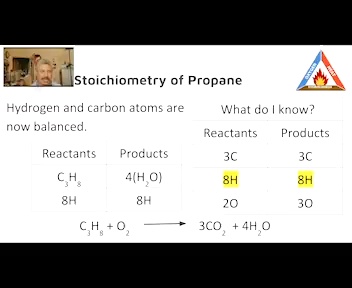 Stoichiometry of Propane
Hydrogen and carbon atoms are
now balanced.
Reactants Products
C₃H₈ 4(H₂O)
8H 8H
What do I know?
Reactants Products
3C 3C
8H 8H
2O 3O
C₃H₈ + O₂ ⟶ 3CO₂ + 4H₂O